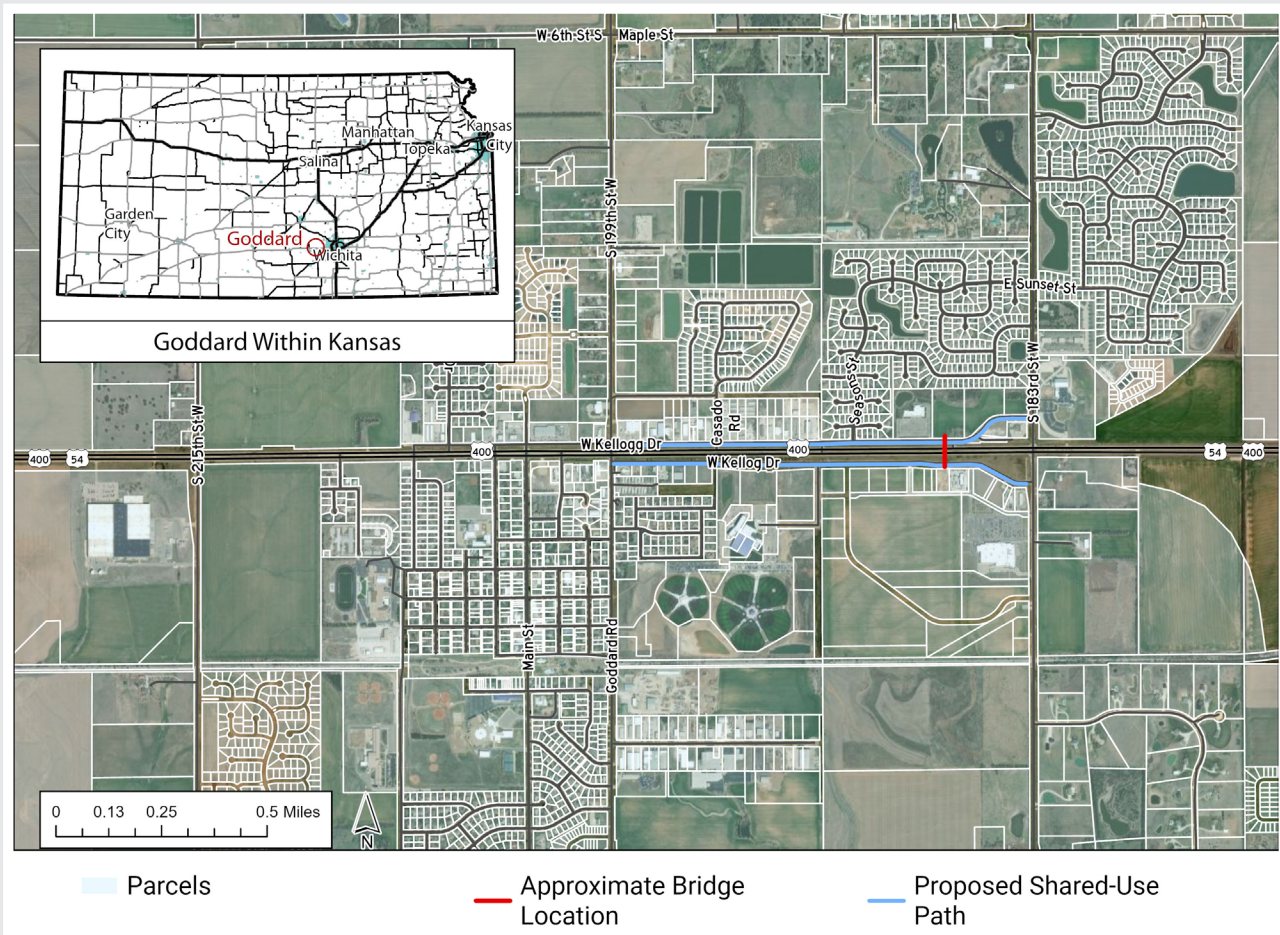 W 6th St S
Maple St
Manhattan
Kansas
City
Topeka
Salina
Garden
City
Goddard
Wichita
Goddard Within Kansas
S 199th St W
E Sunset St
S 183rd St W
Seasons St
Casado
Rd
S 215th St W
W Kellogg Dr
400
54
400
400
W Kellog Dr
54
400
Main St
Goddard Rd
0
0.13
0.25
0.5 Miles
N
Parcels
Approximate Bridge
Location
Proposed Shared-Use
Path